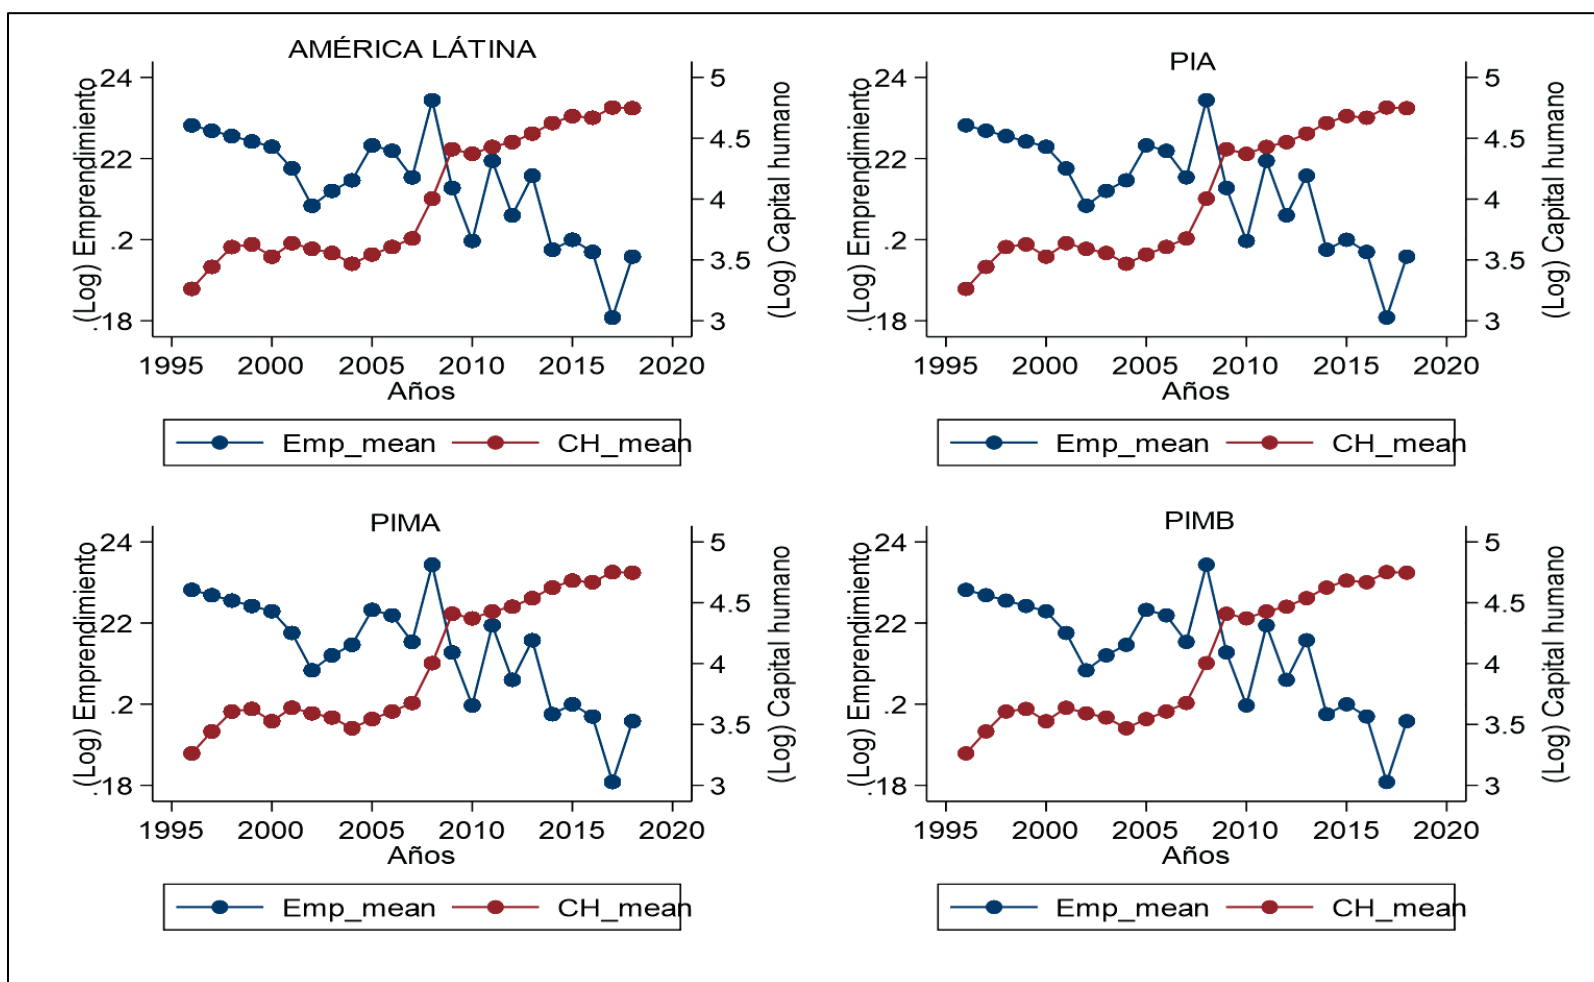 AMÉRICA LÁTINA
(Log) Emprendimiento
.24
.22
.2
.18
5
4.5
4
3.5
3
(Log) Capital humano
1995 2000 2005 2010 2015 2020
Años
Emp_mean CH_mean
PIA
(Log) Emprendimiento
.24
.22
.2
.18
5
4.5
4
3.5
3
(Log) Capital humano
1995 2000 2005 2010 2015 2020
Años
Emp_mean CH_mean
PIMA
(Log) Emprendimiento
.24
.22
.2
.18
5
4.5
4
3.5
3
(Log) Capital humano
1995 2000 2005 2010 2015 2020
Años
Emp_mean CH_mean
PIMB
(Log) Emprendimiento
.24
.22
.2
.18
5
4.5
4
3.5
3
(Log) Capital humano
1995 2000 2005 2010 2015 2020
Años
Emp_mean CH_mean